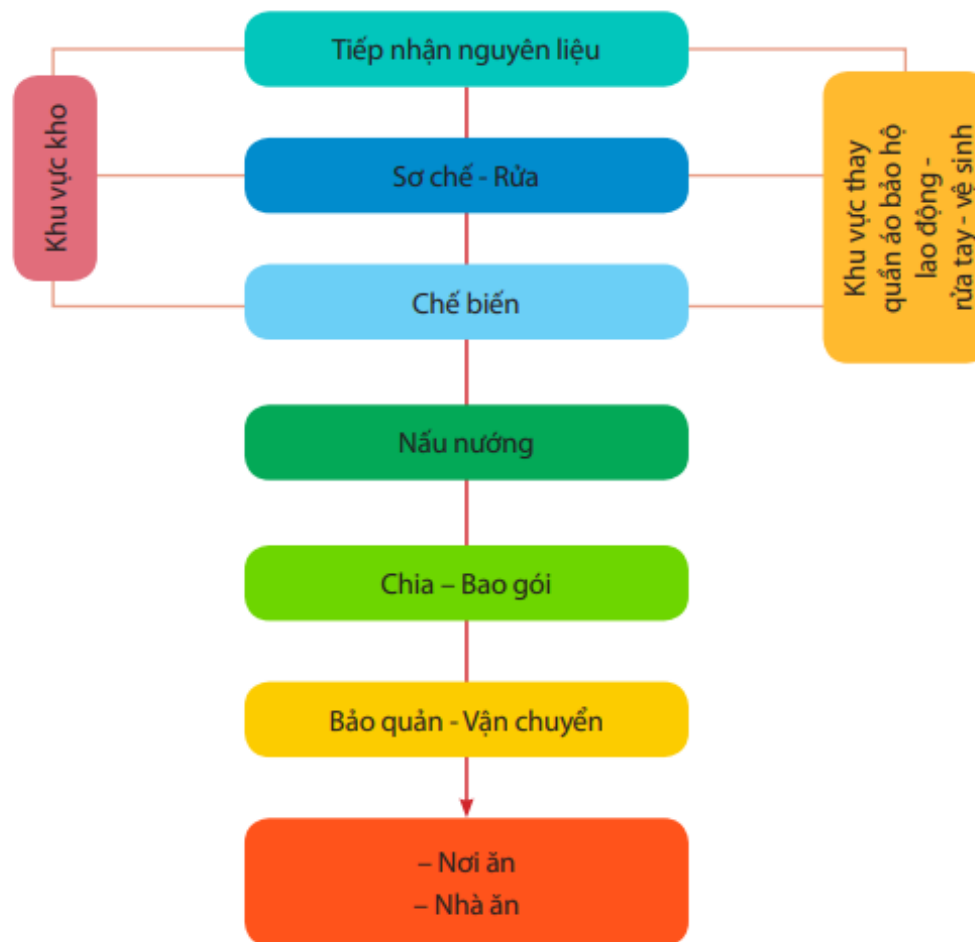 Tiếp nhận nguyên liệu
Khu vực kho
Khu vực thay
quần áo bảo hộ
lao động -
rửa tay - vệ sinh
Sơ chế - Rửa
Chế biến
Nấu nướng
Chia – Bao gói
Bảo quản - Vận chuyển
– Nơi ăn
– Nhà ăn